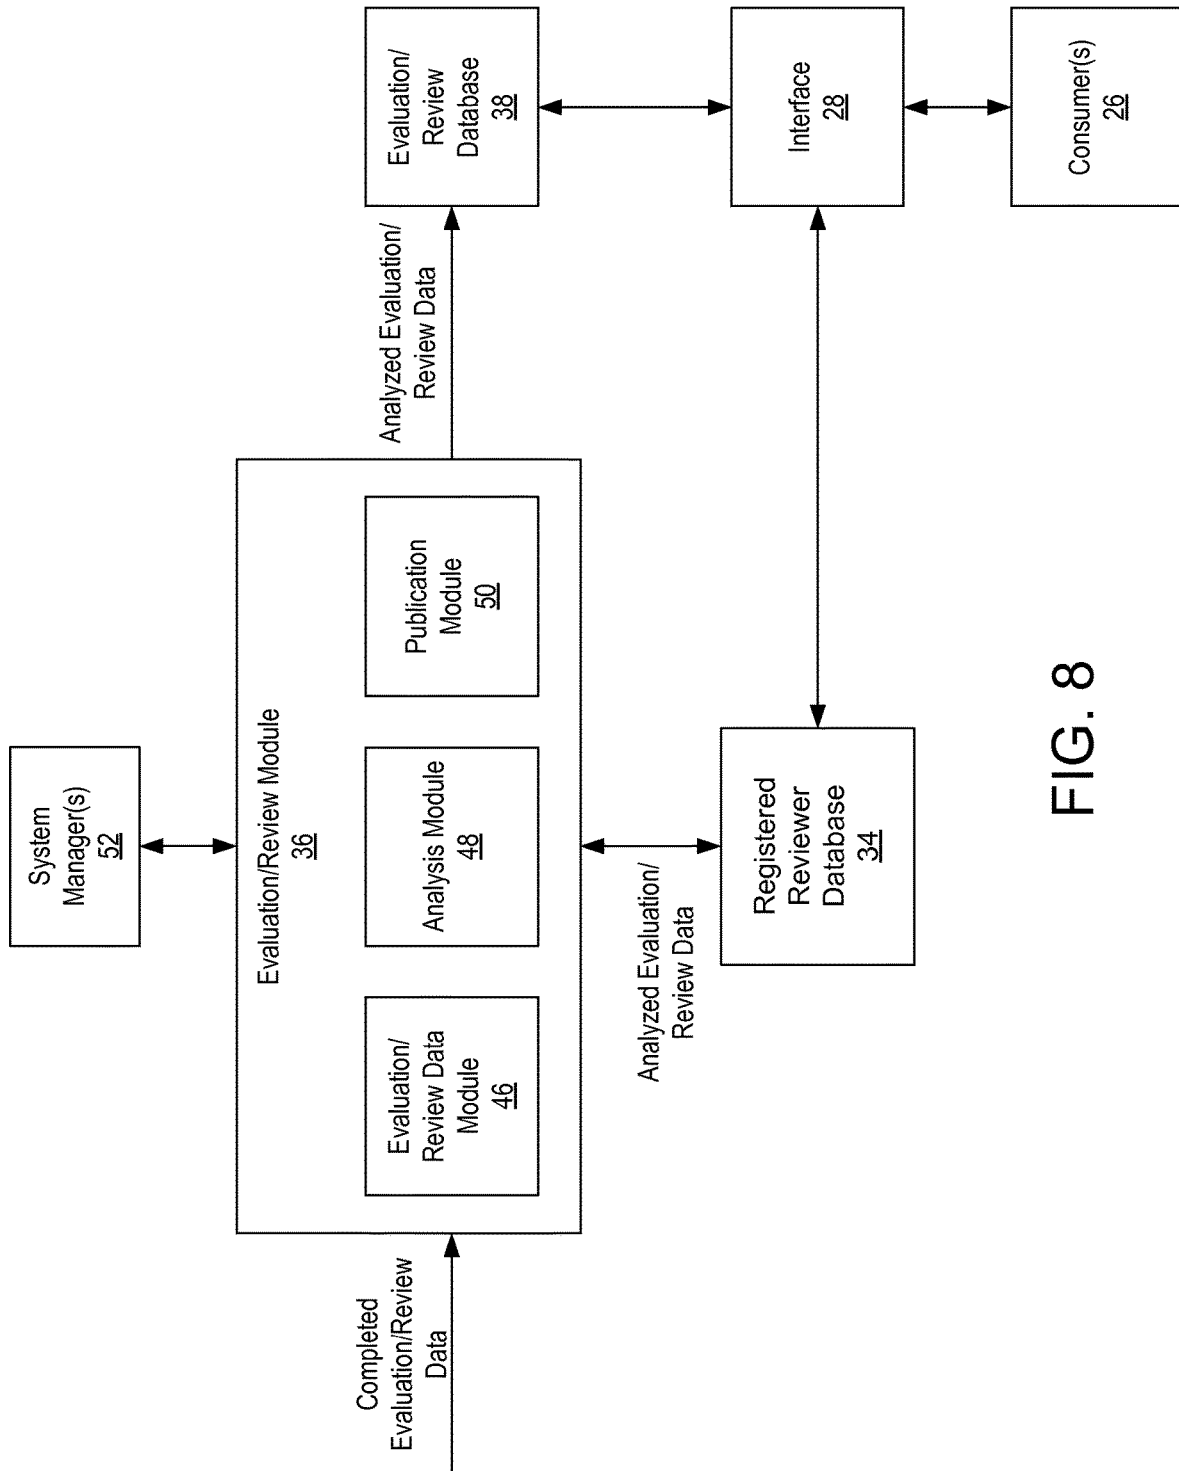 System
Manager(s)
52
Completed
Evaluation/Review
Data
Evaluation/Review Module
36
Evaluation/
Review Data
Module
46
Analysis Module
48
Publication
Module
50
Analyzed Evaluation/
Review Data
Evaluation/
Review
Database
38
Analyzed Evaluation/
Review Data
Registered
Reviewer
Database
34
Interface
28
Consumer(s)
26
FIG. 8